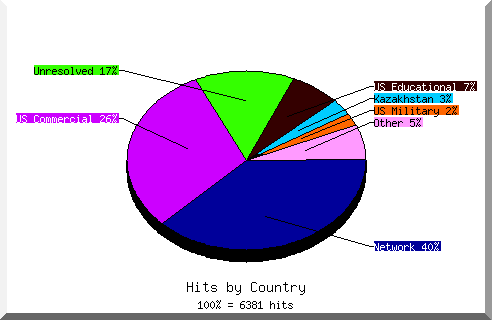 Unresolved 17%
US Educational 7%
Kazakhstan 3%
US Military 2%
US Commercial 26%
Other 5%
Network 40%
Hits by Country
100% = 6381 hits